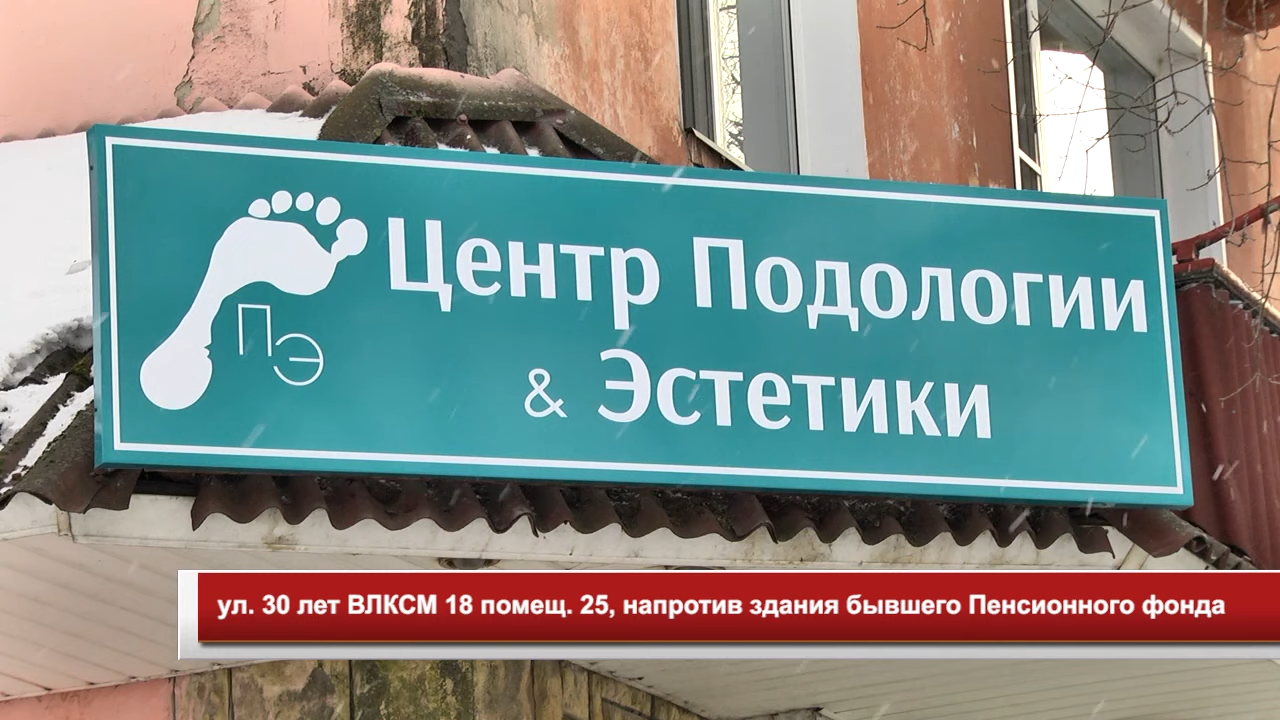 ПЭ
Центр Подологии
& Эстетики
ул. 30 лет ВЛКСМ 18 помещ. 25, напротив здания бывшего Пенсионного фонда